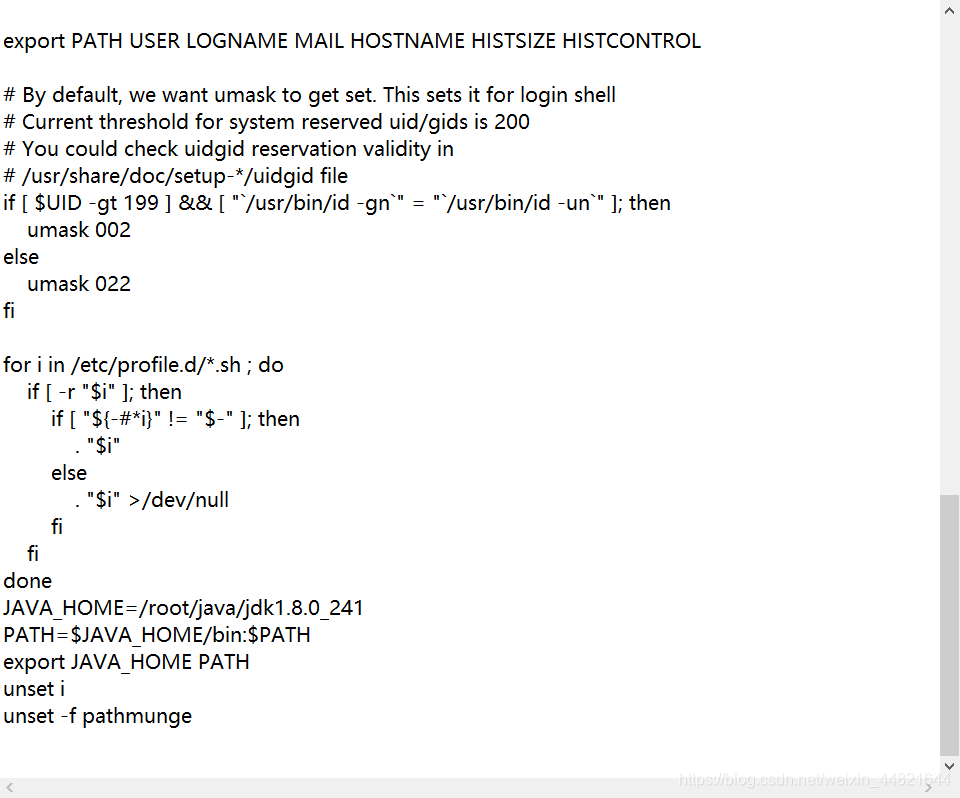 export PATH USER LOGNAME MAIL HOSTNAME HISTSIZE HISTCONTROL
# By default, we want umask to get set. This sets it for login shell
# Current threshold for system reserved uid/gids is 200
# You could check uidgid reservation validity in
# /usr/share/doc/setup-*/uidgid file
if [ $UID -gt 199 ] && [ "`/usr/bin/id -gn`" = "`/usr/bin/id -un`" ]; then
    umask 002
else
    umask 022
fi
for i in /etc/profile.d/*.sh ; do
    if [ -r "$i" ]; then
        if [ "${-#*i}" != "$-" ]; then
            . "$i"
        else
            . "$i" >/dev/null
        fi
    fi
done
JAVA_HOME=/root/java/jdk1.8.0_241
PATH=$JAVA_HOME/bin:$PATH
export JAVA_HOME PATH
unset i
unset -f pathmunge
https://blog.csdn.net/weixin_44821644